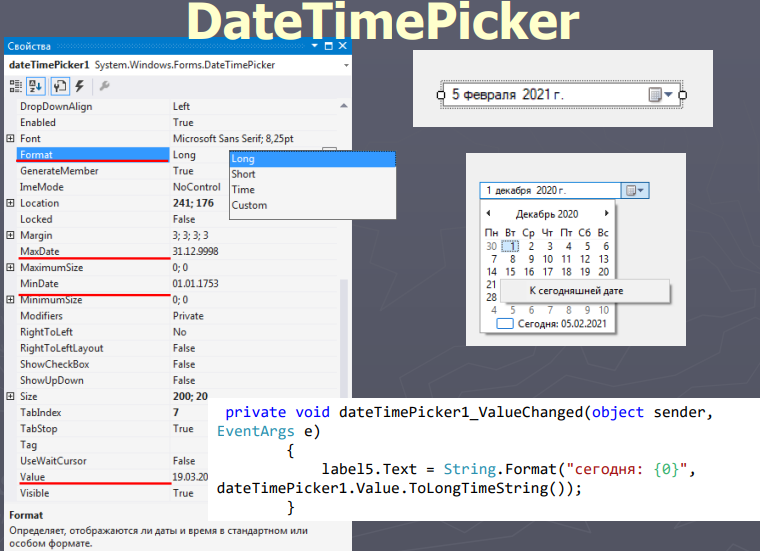 DateTimePicker
Свойства
dateTimePicker1 System.Windows.Forms.DateTimePicker
DropDownAlign Left
Enabled True
Font Microsoft Sans Serif; 8,25pt
Format Long
GenerateMember True
ImeMode NoControl
Location 241; 176
Locked False
Margin 3; 3; 3; 3
MaxDate 31.12.9998
MaximumSize 0; 0
MinDate 01.01.1753
MinimumSize 0; 0
Modifiers Private
RightToLeft No
RightToLeftLayout False
ShowCheckBox False
ShowUpDown False
Size 200; 20
TabIndex 7
TabStop True
Tag
UseWaitCursor False
Value 19.03.20
Visible True
Format
Определяет, отображаются ли даты и время в стандартном или
особом формате.
Long
Short
Time
Custom
5 февраля 2021 г.
1 декабря 2020 г.
Декабрь 2020
Пн Вт Ср Чт Пт Сб Вс
30 1 2 3 4 5 6
7 8 9 10 11 12 13
14 15 16 17 18 19 20
21
К сегодняшней дате
28
4 5 6 7 8 9 10
Сегодня: 05.02.2021
private void dateTimePicker1_ValueChanged(object sender,
EventArgs e)
{
label5.Text = String.Format("сегодня: {0}",
dateTimePicker1.Value.ToLongTimeString());
}